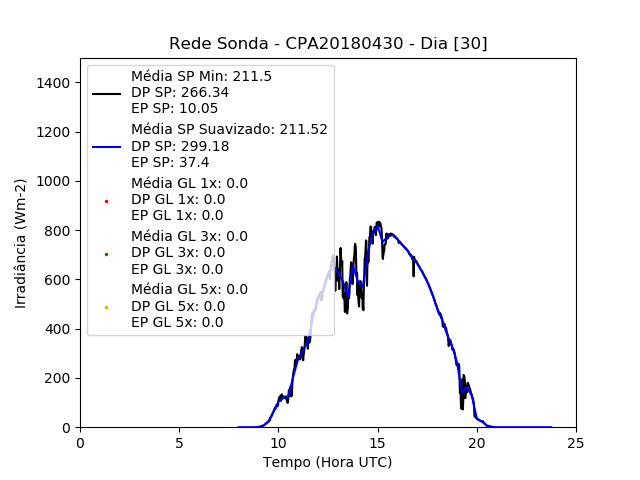 Rede Sonda - CPA20180430 - Dia [30]
Irradiância (Wm-2)
1400
1200
1000
800
600
400
200
0
Média SP Min: 211.5
DP SP: 266.34
EP SP: 10.05
Média SP Suavizado: 211.52
DP SP: 299.18
EP SP: 37.4
Média GL 1x: 0.0
DP GL 1x: 0.0
EP GL 1x: 0.0
Média GL 3x: 0.0
DP GL 3x: 0.0
EP GL 3x: 0.0
Média GL 5x: 0.0
DP GL 5x: 0.0
EP GL 5x: 0.0
0 5 10 15 20 25
Tempo (Hora UTC)